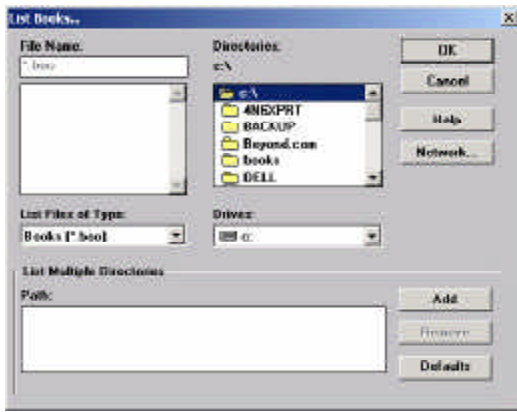 List Books...
File Name:
*.boo
Directories:
c:\
c:\
4NEXPRT
BACKUP
Beyond.com
books
DELL
OK
Cancel
Help
Network...
List Files of Type:
Books [*.boo]
Drives:
c:
List Multiple Directories
Path:
Add
Remove
Defaults